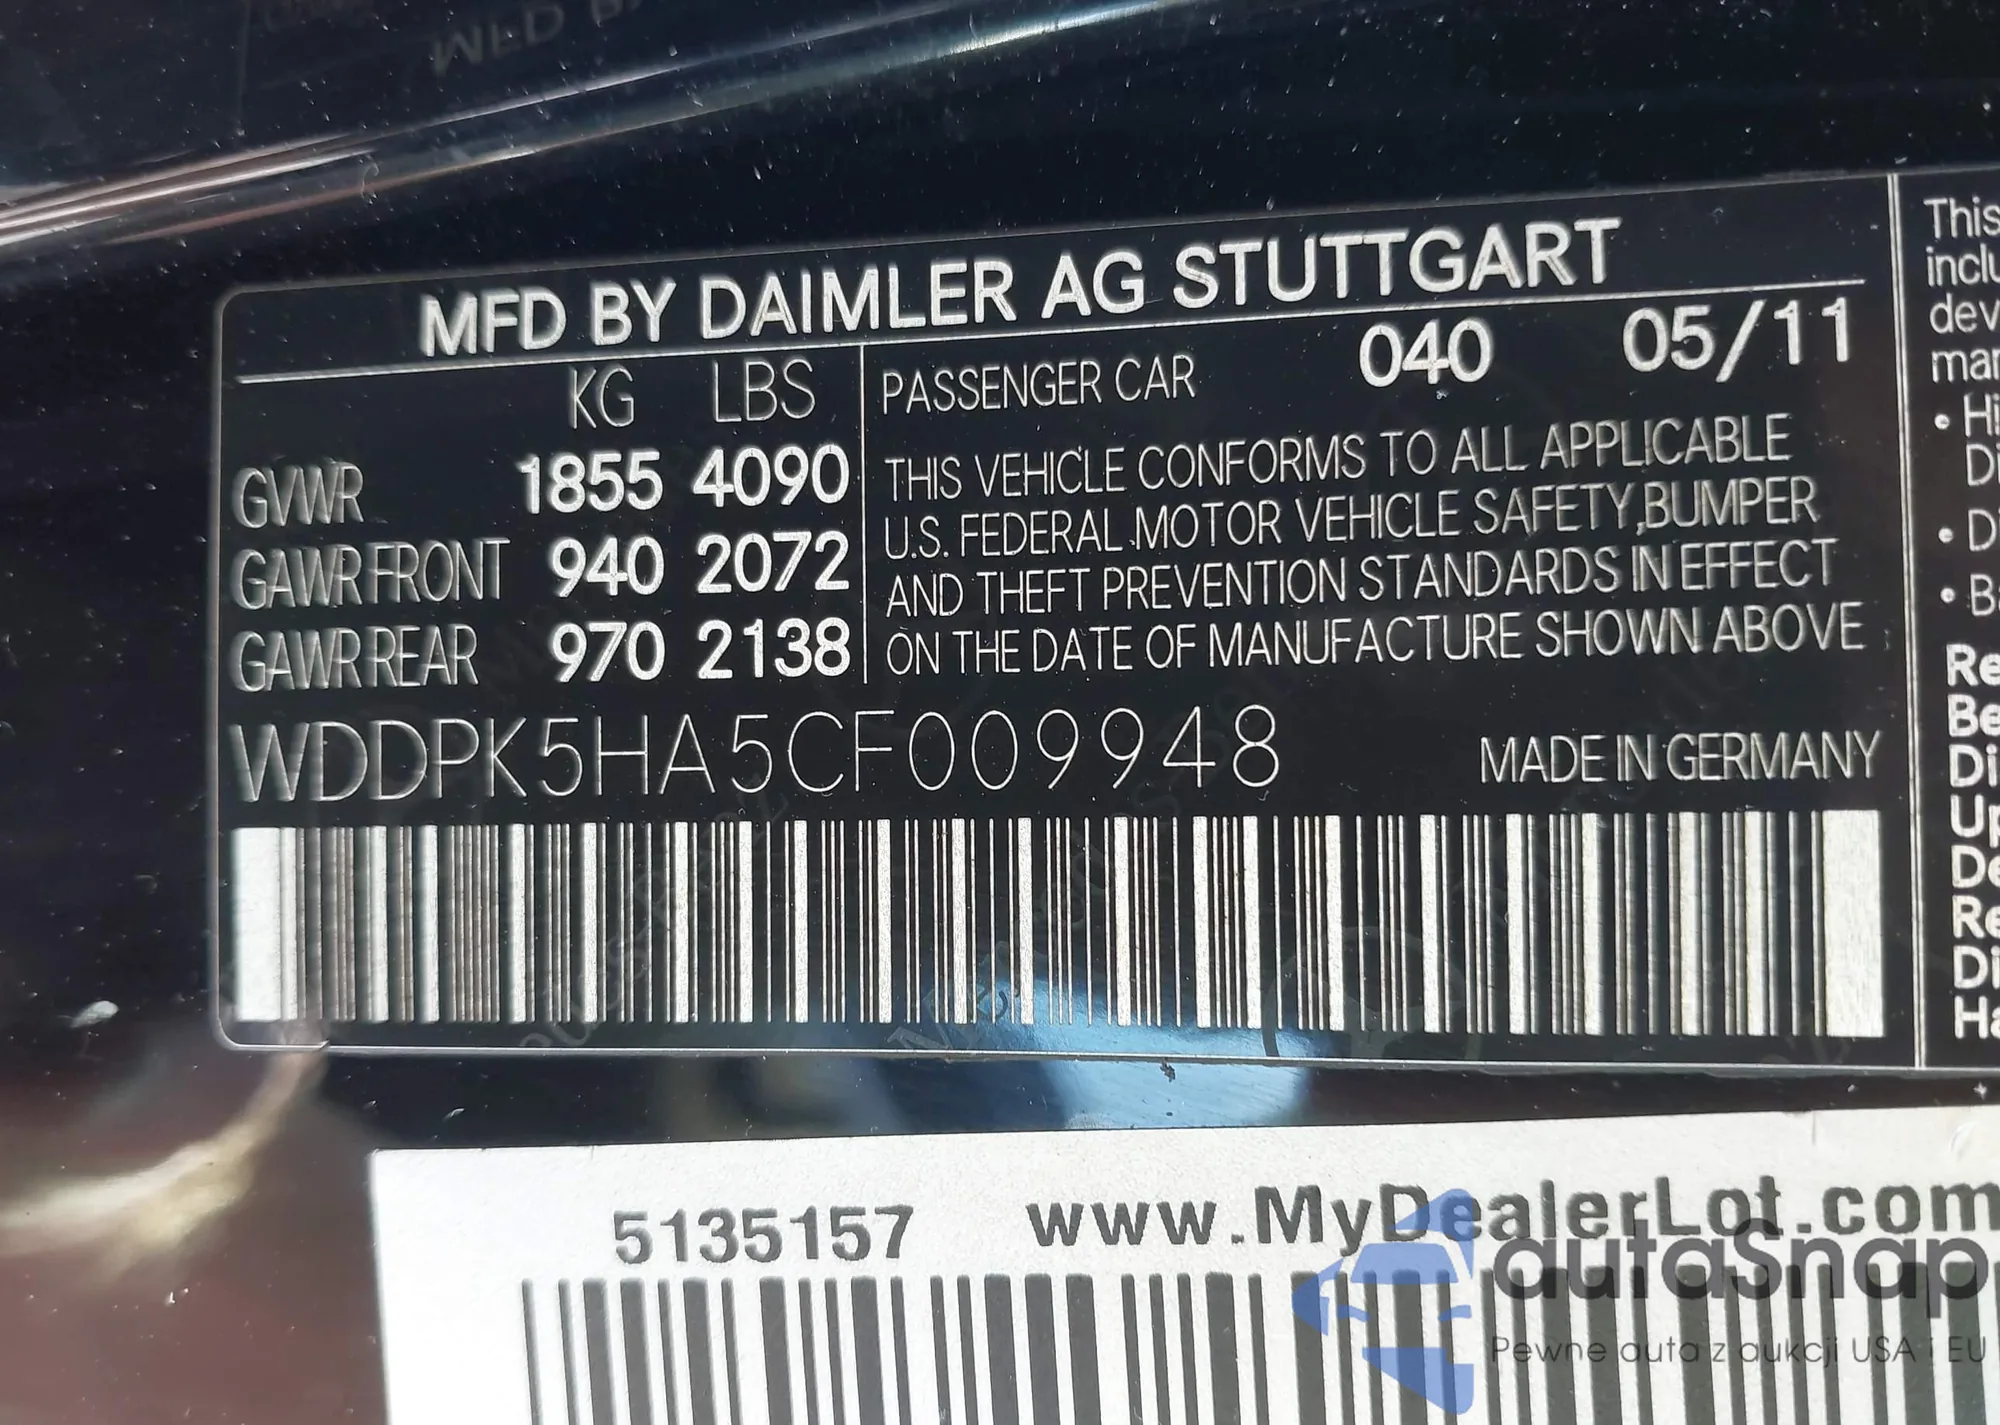 MFD BY DAIMLER AG STUTTGART
KG LBS
GVWR 1855 4090
GAWR FRONT 940 2072
GAWR REAR 970 2138
PASSENGER CAR 040 05/11
THIS VEHICLE CONFORMS TO ALL APPLICABLE
U.S. FEDERAL MOTOR VEHICLE SAFETY,BUMPER
AND THEFT PREVENTION STANDARDS IN EFFECT
ON THE DATE OF MANUFACTURE SHOWN ABOVE
WDDPK5HA5CF009948 MADE IN GERMANY
This
5135157 www.MyDealerLot.com
autaSnap
Pewne auta z aukcji USA i EU